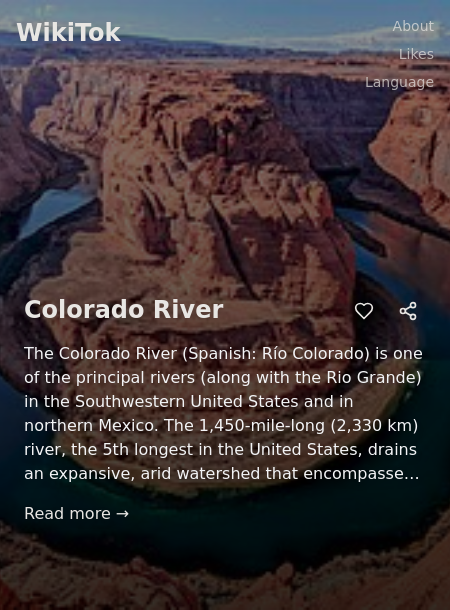 WikiTok
About
Likes
Language
Colorado River
The Colorado River (Spanish: Río Colorado) is one
of the principal rivers (along with the Rio Grande)
in the Southwestern United States and in
northern Mexico. The 1,450-mile-long (2,330 km)
river, the 5th longest in the United States, drains
an expansive, arid watershed that encompasse…
Read more →